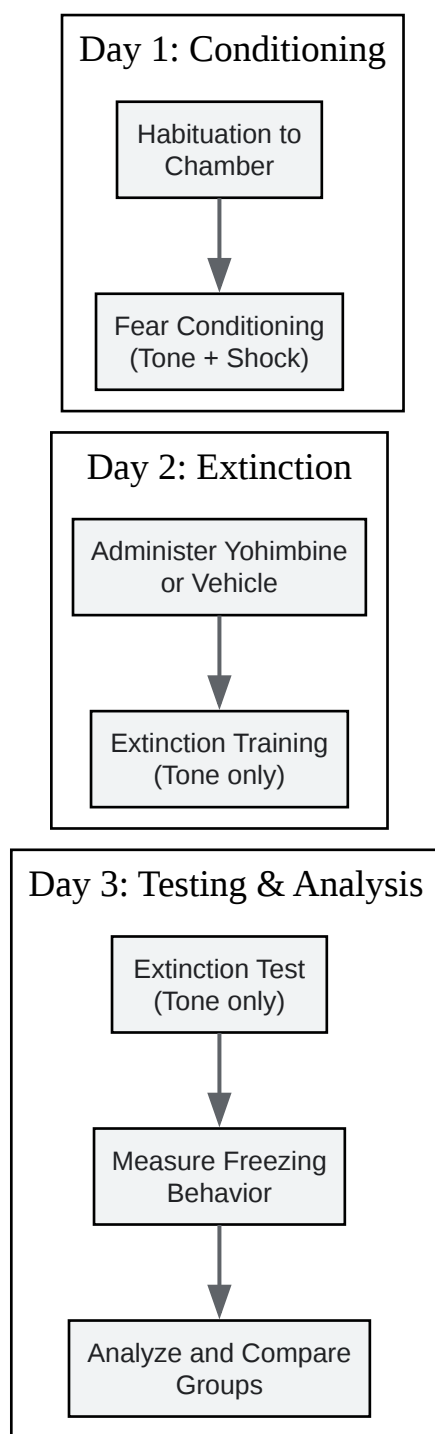 Day 1: Conditioning
Habituation to
Chamber
Fear Conditioning
(Tone + Shock)
Day 2: Extinction
Administer Yohimbine
or Vehicle
Extinction Training
(Tone only)
Day 3: Testing & Analysis
Extinction Test
(Tone only)
Measure Freezing
Behavior
Analyze and Compare
Groups